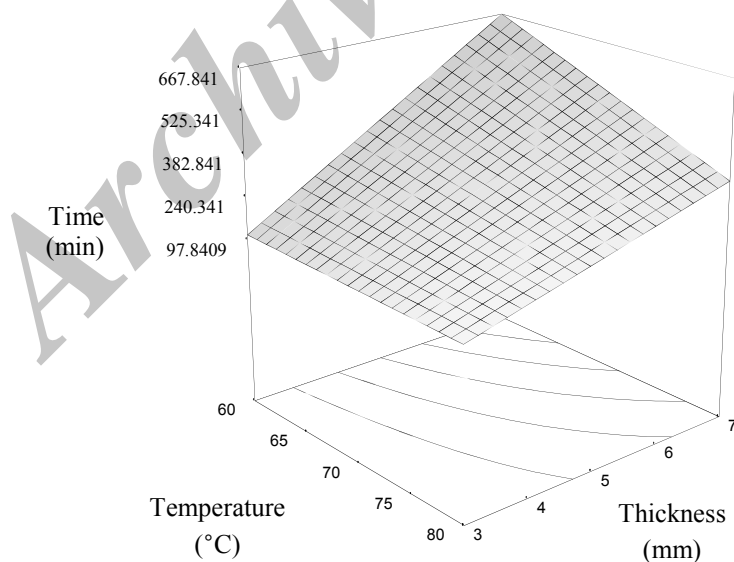 Archiv
667.841
525.341
382.841
240.341
97.8409
Time
(min)
60
65
70
75
80
3
4
5
6
7
Temperature
(˚C)
Thickness
(mm)